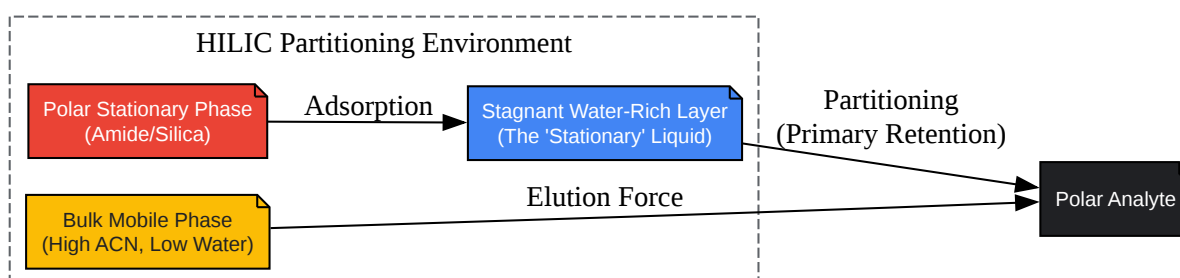 HILIC Partitioning Environment
Polar Stationary Phase
(Amide/Silica)
Adsorption
Stagnant Water-Rich Layer
(The 'Stationary' Liquid)
Partitioning
(Primary Retention)
Bulk Mobile Phase
(High ACN, Low Water)
Elution Force
Polar Analyte